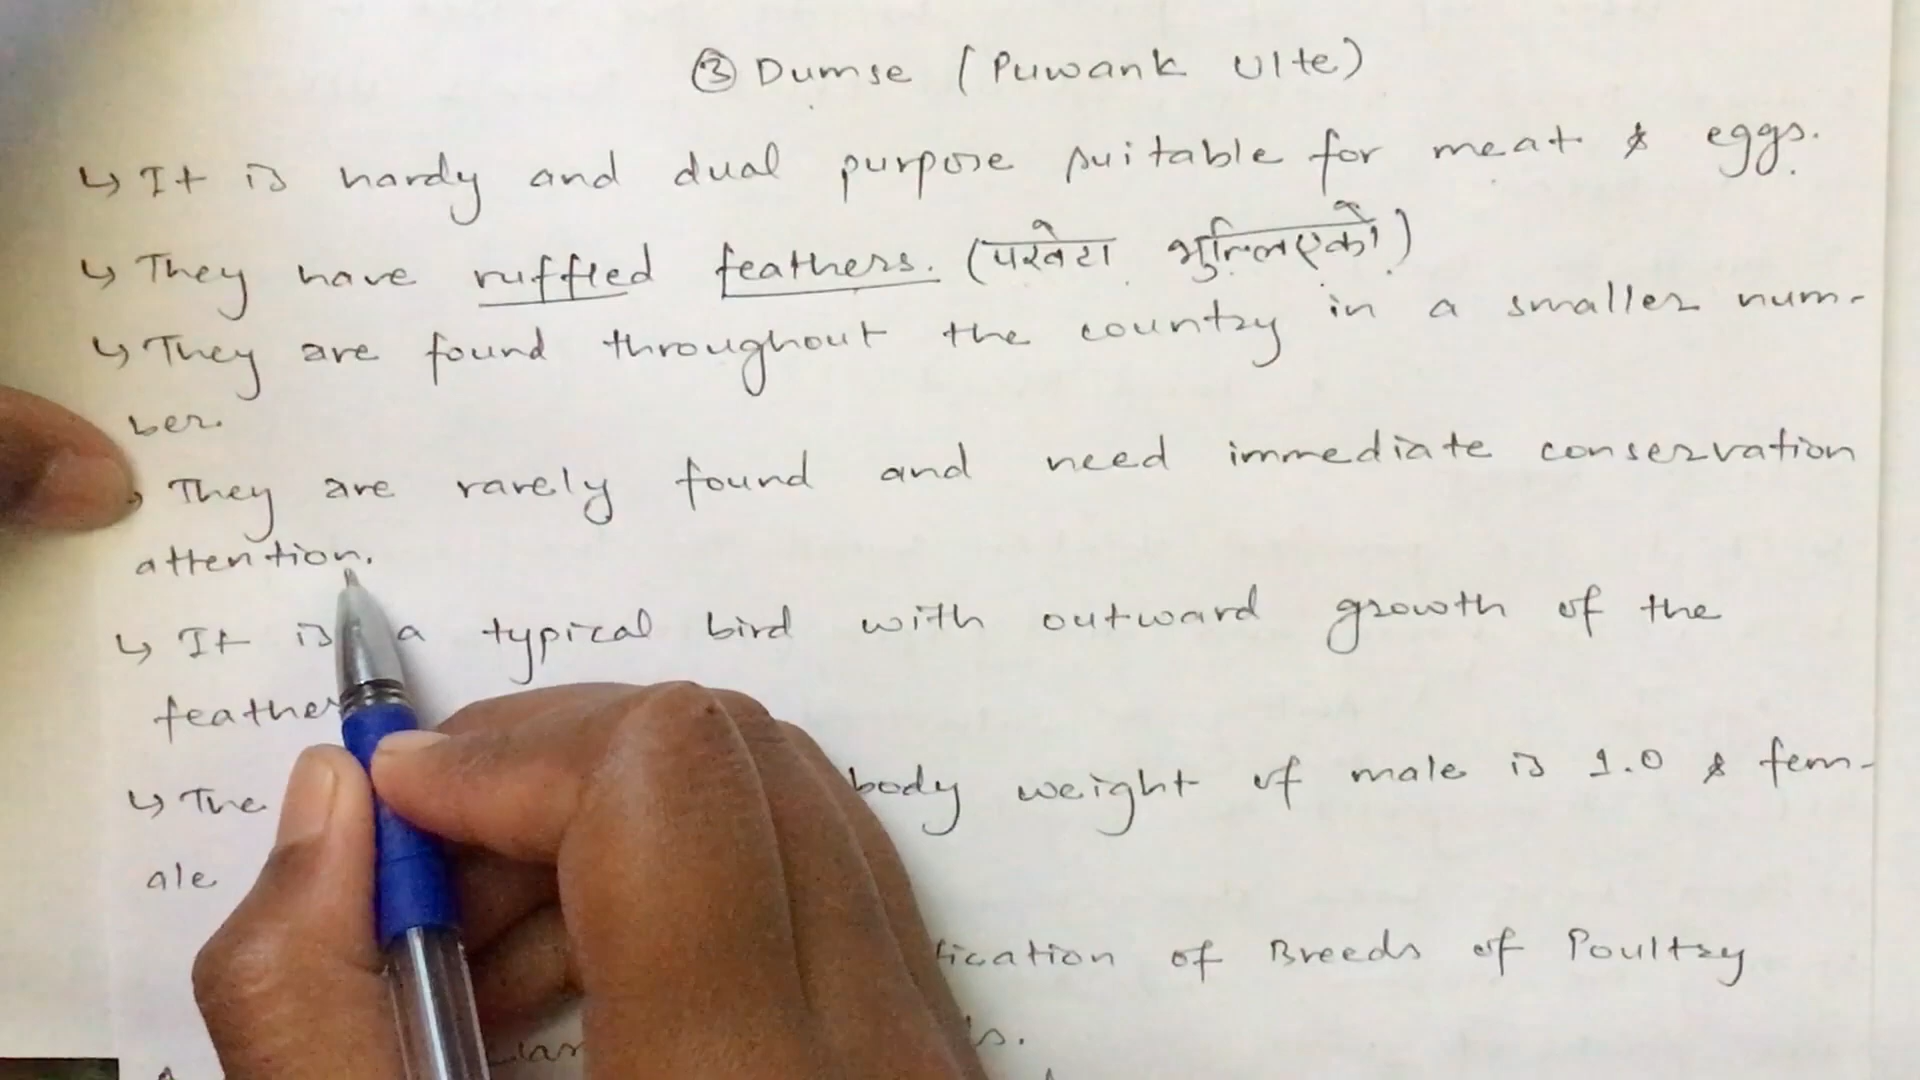 ③ Dumse (Puwank Ulte)
↳ It is hardy and dual purpose suitable for meat & eggs.
↳ They have ruffled feathers. (प्वाँख भुत्लिएको)
↳ They are found throughout the country in a smaller num-
ber.
They are rarely found and need immediate conservation
attention.
↳ It is a typical bird with outward growth of the
feather
↳ The body weight of male is 1.0 & fem-
ale
of Breeds of Poultry